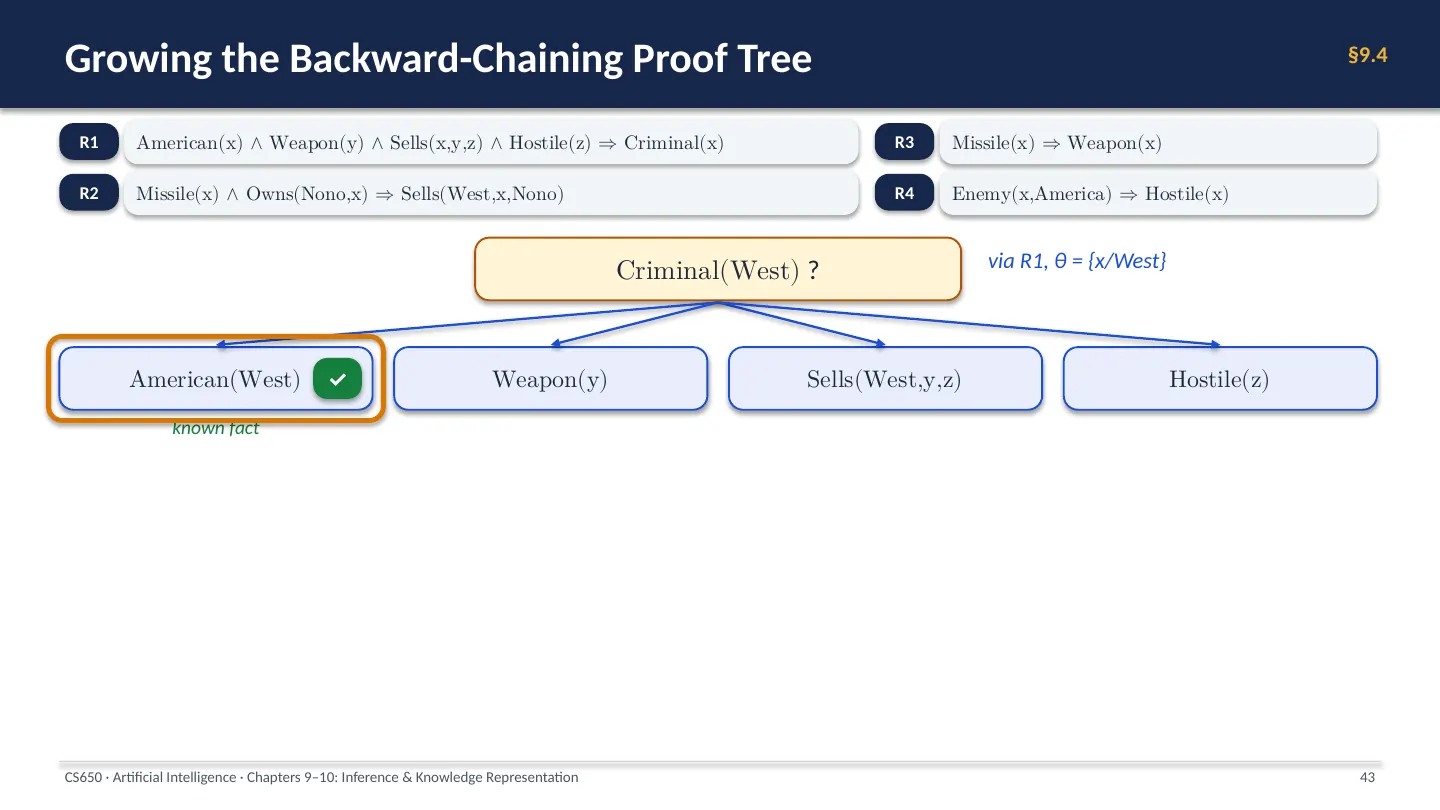 Growing the Backward-Chaining Proof Tree
§9.4
R1 American(x) ∧ Weapon(y) ∧ Sells(x,y,z) ∧ Hostile(z) ⇒ Criminal(x)
R3 Missile(x) ⇒ Weapon(x)
R2 Missile(x) ∧ Owns(Nono,x) ⇒ Sells(West,x,Nono)
R4 Enemy(x,America) ⇒ Hostile(x)
Criminal(West) ?
via R1, θ = {x/West}
American(West) ✓
Weapon(y)
Sells(West,y,z)
Hostile(z)
known fact
CS650 · Artificial Intelligence · Chapters 9–10: Inference & Knowledge Representation
43